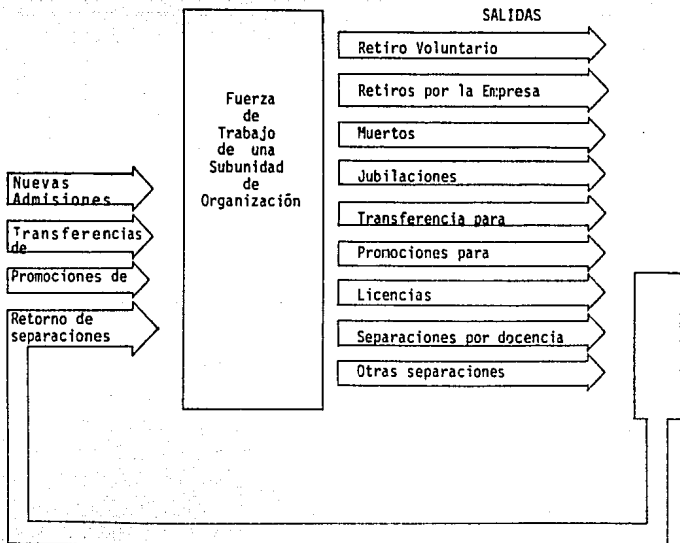 SALIDAS
Fuerza
de
Trabajo
de una
Subunidad
de
Organización
Nuevas
Admisiones
Transferencias
de
Promociones de
Retorno de
separaciones
Retiro Voluntario
Retiros por la Empresa
Muertos
Jubilaciones
Transferencia para
Promociones para
Licencias
Separaciones por docencia
Otras separaciones